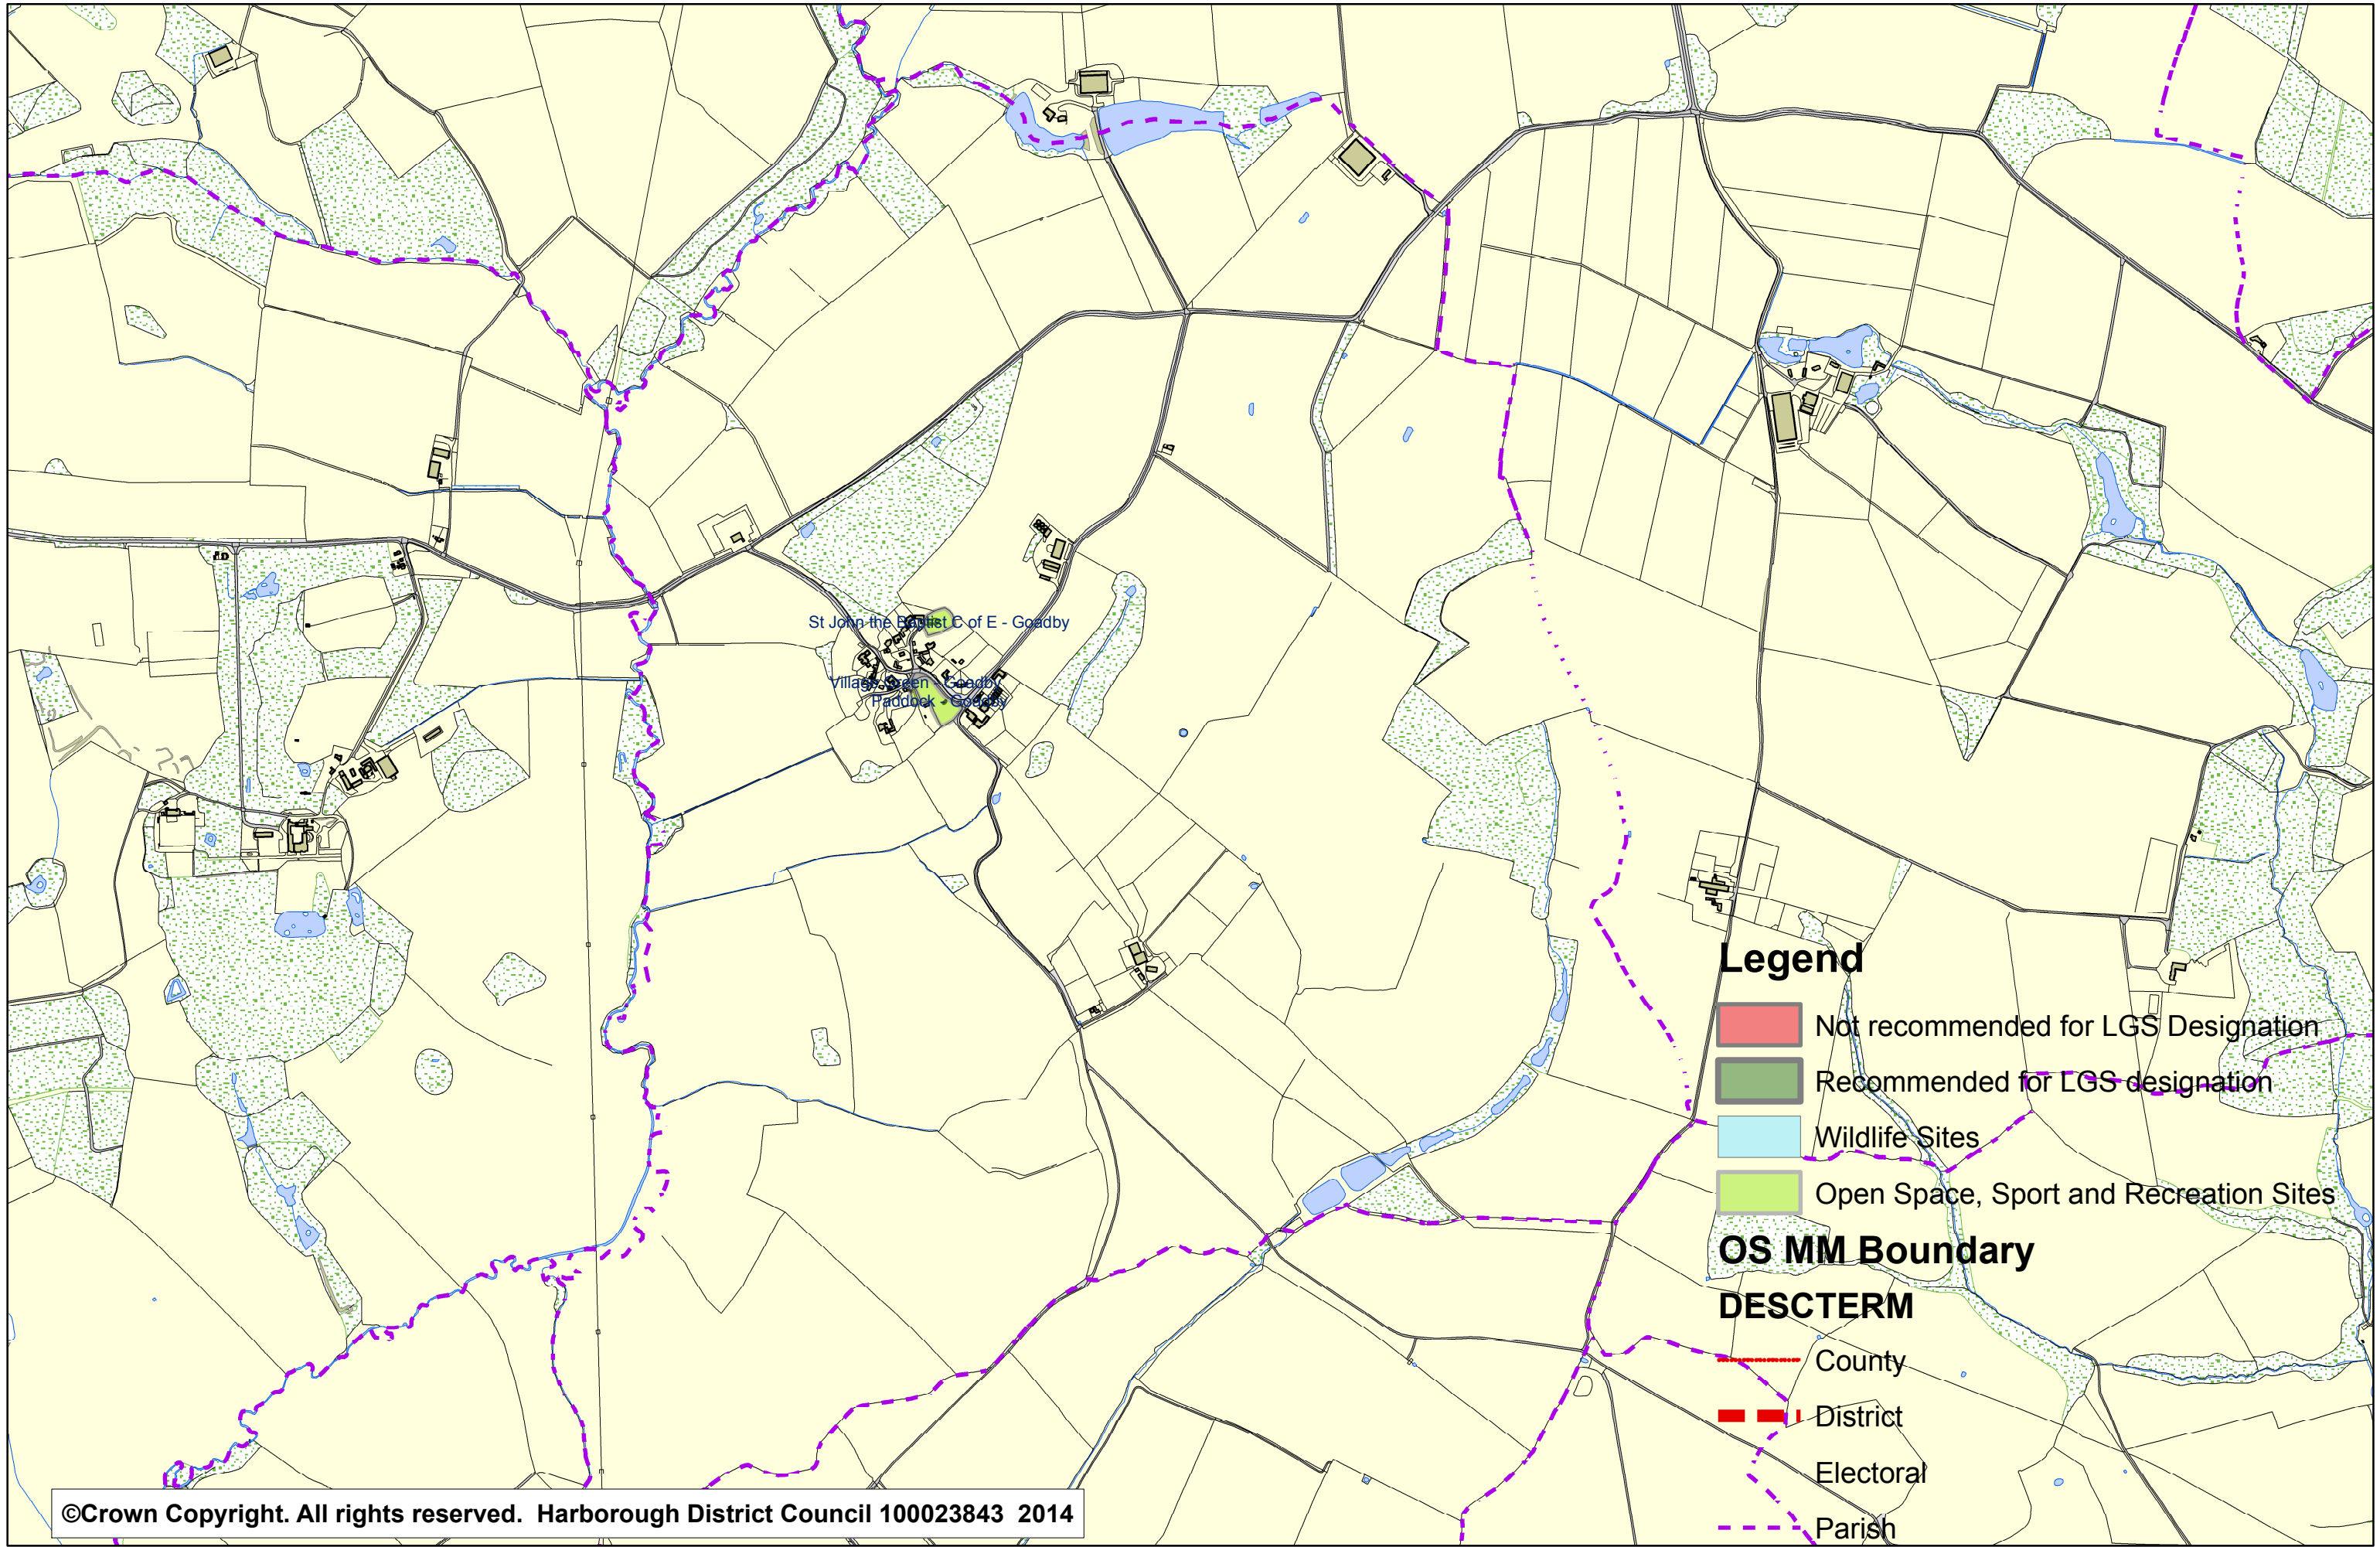 St John the Baptist C of E - Goadby
Village Green - Goadby
Paddock - Goadby
Legend
Not recommended for LGS Designation
Recommended for LGS designation
Wildlife Sites
Open Space, Sport and Recreation Sites
OS MM Boundary
DESCTERM
County
District
Electoral
Parish
©Crown Copyright. All rights reserved. Harborough District Council 100023843 2014